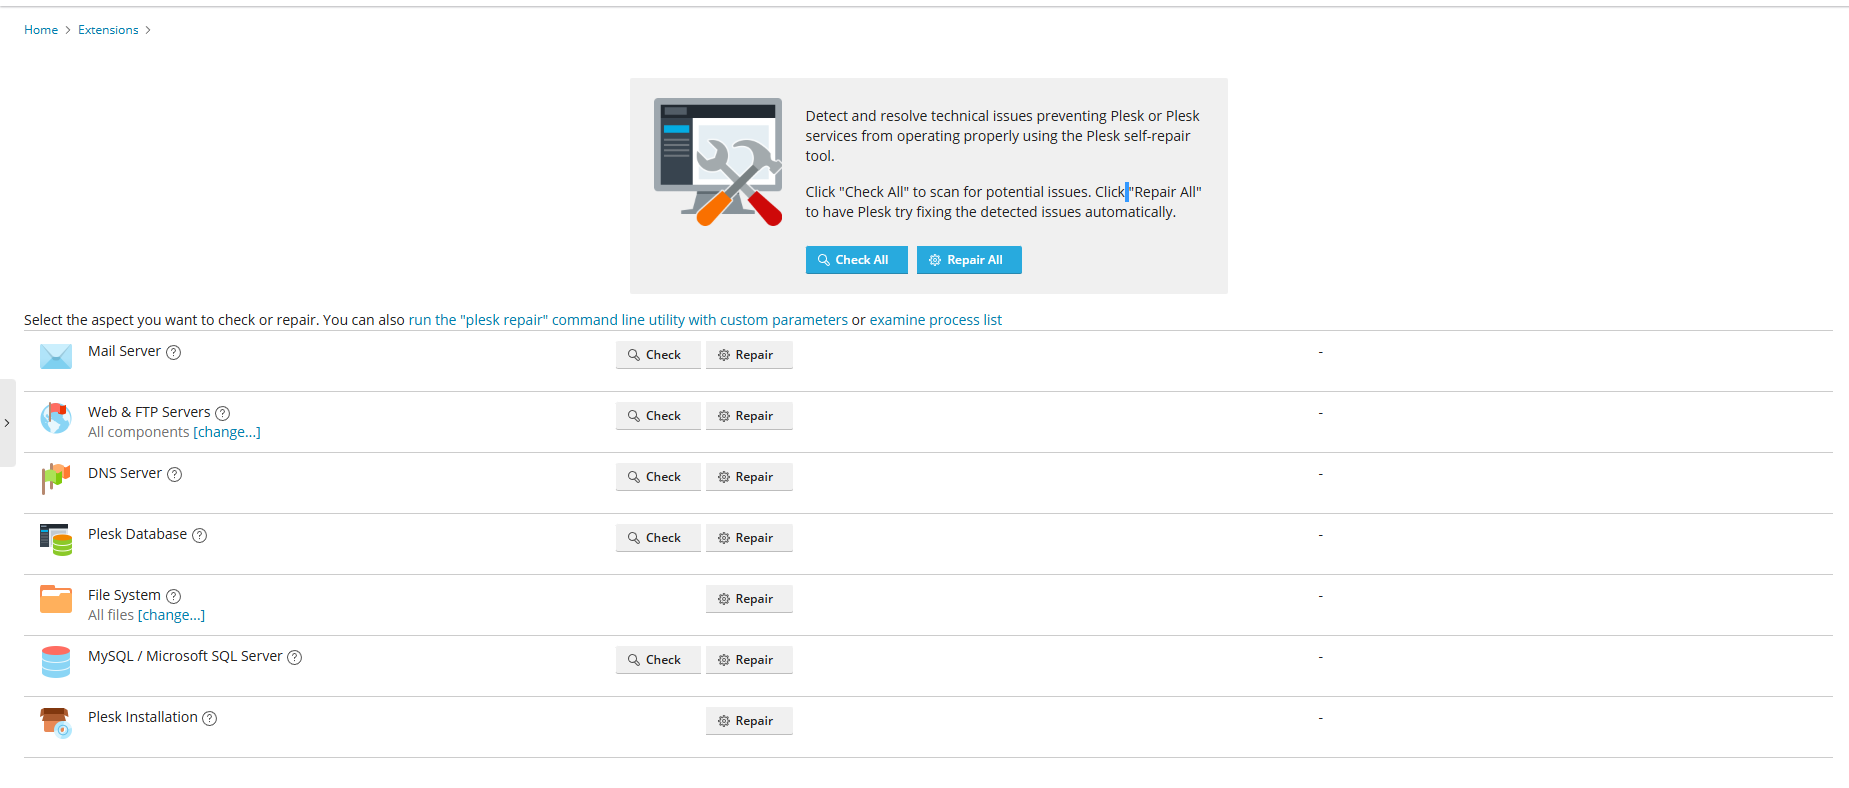 Home > Extensions >
Detect and resolve technical issues preventing Plesk or Plesk
services from operating properly using the Plesk self-repair
tool.
Click "Check All" to scan for potential issues. Click "Repair All"
to have Plesk try fixing the detected issues automatically.
Check All Repair All
Select the aspect you want to check or repair. You can also run the "plesk repair" command line utility with custom parameters or examine process list
Mail Server ? Check Repair -
Web & FTP Servers ? Check Repair -
All components [change...]
DNS Server ? Check Repair -
Plesk Database ? Check Repair -
File System ? Repair -
All files [change...]
MySQL / Microsoft SQL Server ? Check Repair -
Plesk Installation ? Repair -